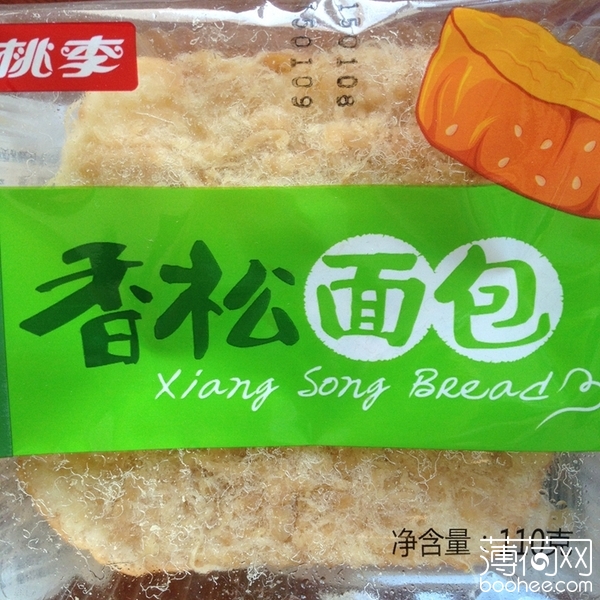 桃李
150108
150109
香松面包
Xiang Song Bread
净含量:110克
薄荷网
boohee.com